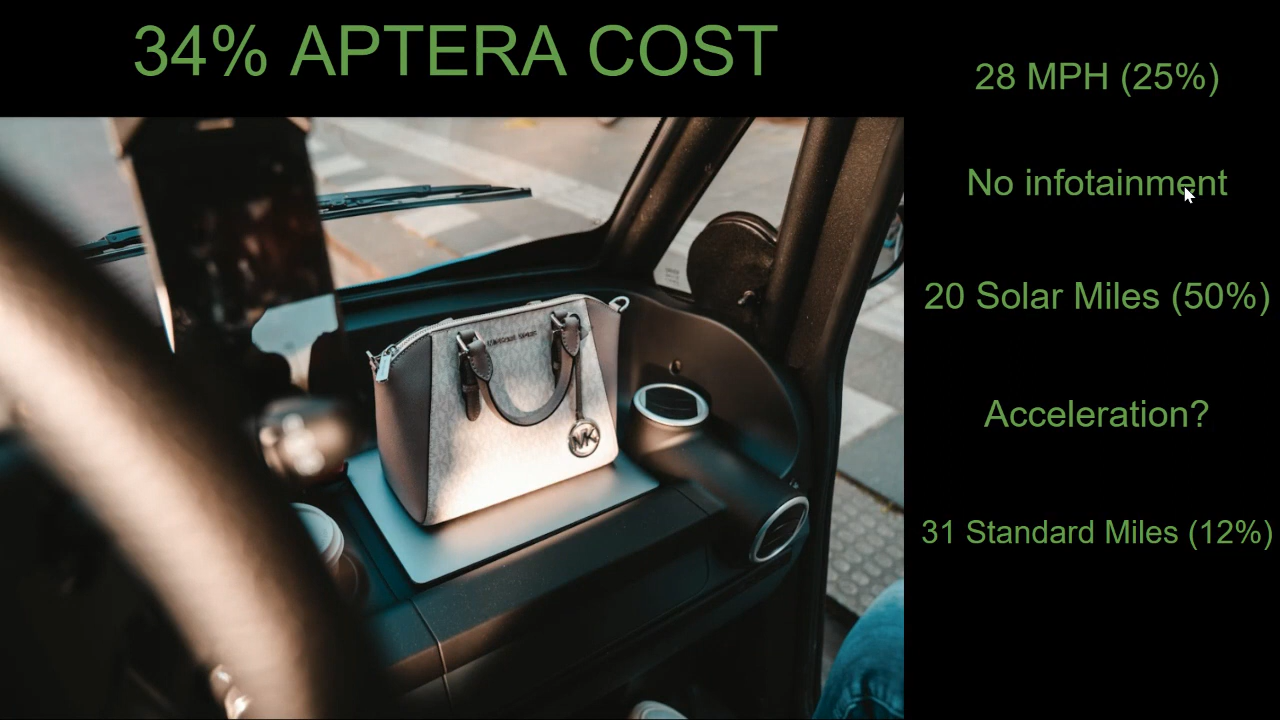 34% APTERA COST
28 MPH (25%)
No infotainment
20 Solar Miles (50%)
Acceleration?
31 Standard Miles (12%)
MK